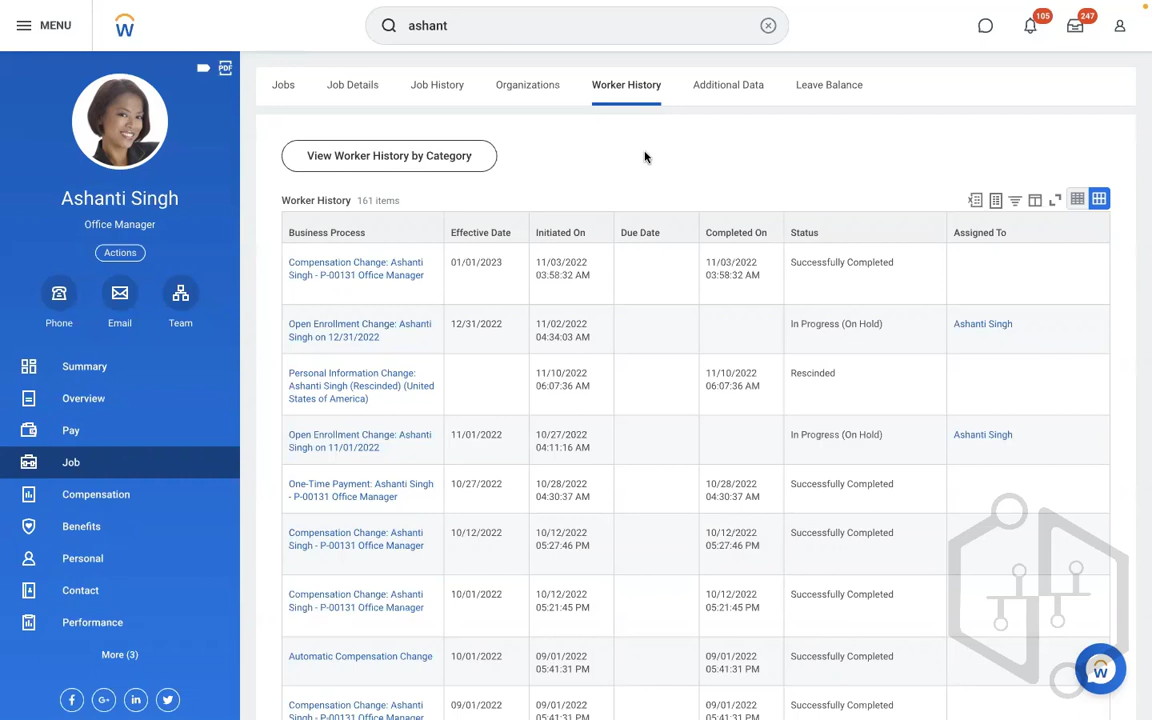 MENU
ashant
105
247
PDF
Ashanti Singh
Office Manager
Actions
Phone
Email
Team
Summary
Overview
Pay
Job
Compensation
Benefits
Personal
Contact
Performance
More (3)
Jobs
Job Details
Job History
Organizations
Worker History
Additional Data
Leave Balance
View Worker History by Category
Worker History 161 items
Business Process
Effective Date
Initiated On
Due Date
Completed On
Status
Assigned To
Compensation Change: Ashanti
Singh - P-00131 Office Manager
01/01/2023
11/03/2022
03:58:32 AM
11/03/2022
03:58:32 AM
Successfully Completed
Open Enrollment Change: Ashanti
Singh on 12/31/2022
12/31/2022
11/02/2022
04:34:03 AM
In Progress (On Hold)
Ashanti Singh
Personal Information Change:
Ashanti Singh (Rescinded) (United
States of America)
11/10/2022
06:07:36 AM
11/10/2022
06:07:36 AM
Rescinded
Open Enrollment Change: Ashanti
Singh on 11/01/2022
11/01/2022
10/27/2022
04:11:16 AM
In Progress (On Hold)
Ashanti Singh
One-Time Payment: Ashanti Singh
- P-00131 Office Manager
10/27/2022
10/28/2022
04:30:37 AM
10/28/2022
04:30:37 AM
Successfully Completed
Compensation Change: Ashanti
Singh - P-00131 Office Manager
10/12/2022
10/12/2022
05:27:46 PM
10/12/2022
05:27:46 PM
Successfully Completed
Compensation Change: Ashanti
Singh - P-00131 Office Manager
10/01/2022
10/12/2022
05:21:45 PM
10/12/2022
05:21:45 PM
Successfully Completed
Automatic Compensation Change
10/01/2022
09/01/2022
05:41:31 PM
09/01/2022
05:41:31 PM
Successfully Completed
Compensation Change: Ashanti
Singh - P-00131 Office Manager
09/01/2022
09/01/2022
05:41:31 PM
09/01/2022
05:41:31 PM
Successfully Completed